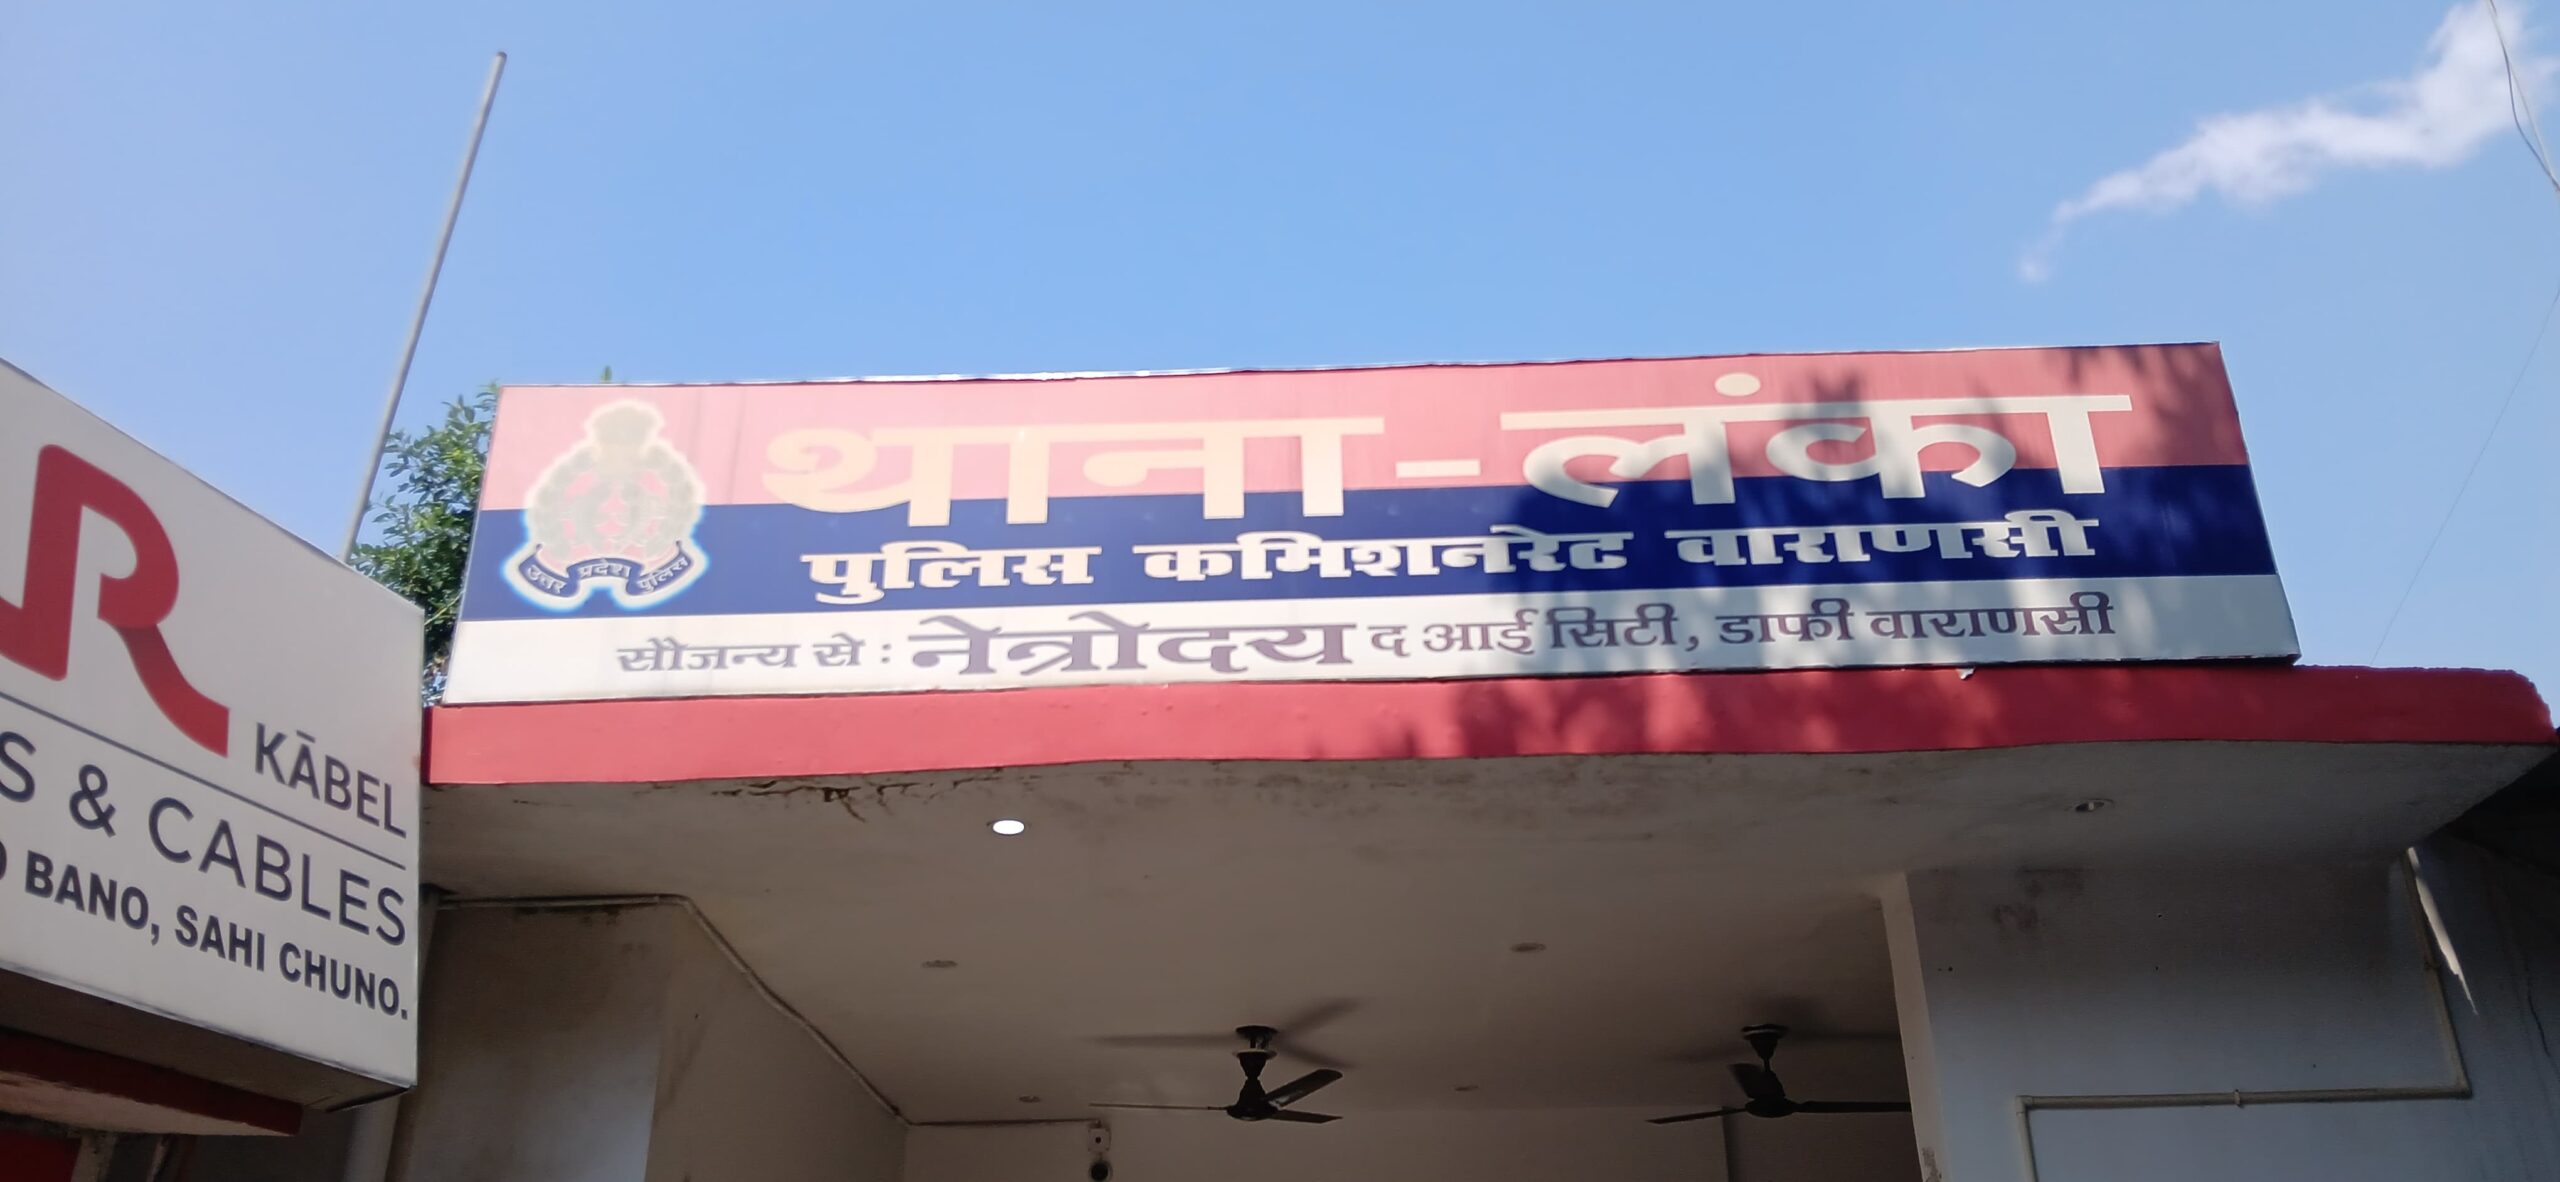 थाना - लंका
पुलिस कमिशनरेट वाराणसी
सौजन्य से : नेत्रोदय द आई सिटी, डाफी वाराणसी
उत्तर प्रदेश पुलिस
R
KĀBEL
S & CABLES
BANO, SAHI CHUNO.